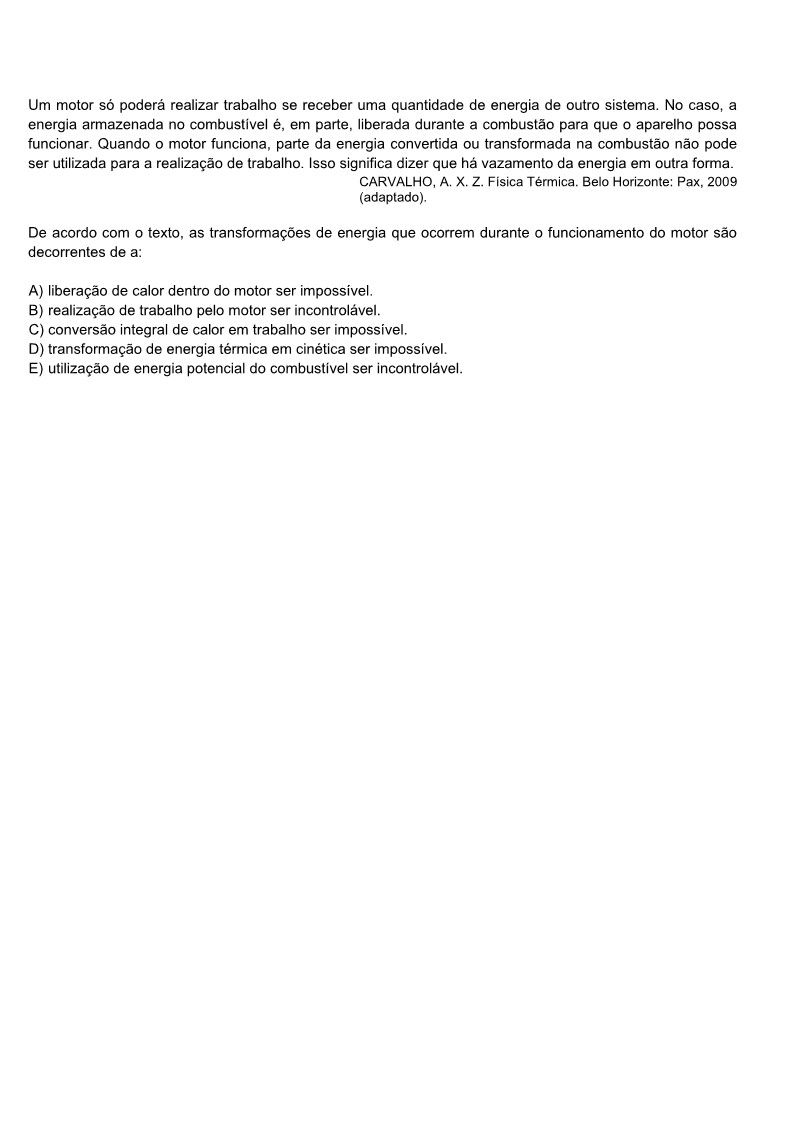 Um motor só poderá realizar trabalho se receber uma quantidade de energia de outro sistema. No caso, a
energia armazenada no combustível é, em parte, liberada durante a combustão para que o aparelho possa
funcionar. Quando o motor funciona, parte da energia convertida ou transformada na combustão não pode
ser utilizada para a realização de trabalho. Isso significa dizer que há vazamento da energia em outra forma.
CARVALHO, A. X. Z. Física Térmica. Belo Horizonte: Pax, 2009
(adaptado).
De acordo com o texto, as transformações de energia que ocorrem durante o funcionamento do motor são
decorrentes de a:
A) liberação de calor dentro do motor ser impossível.
B) realização de trabalho pelo motor ser incontrolável.
C) conversão integral de calor em trabalho ser impossível.
D) transformação de energia térmica em cinética ser impossível.
E) utilização de energia potencial do combustível ser incontrolável.